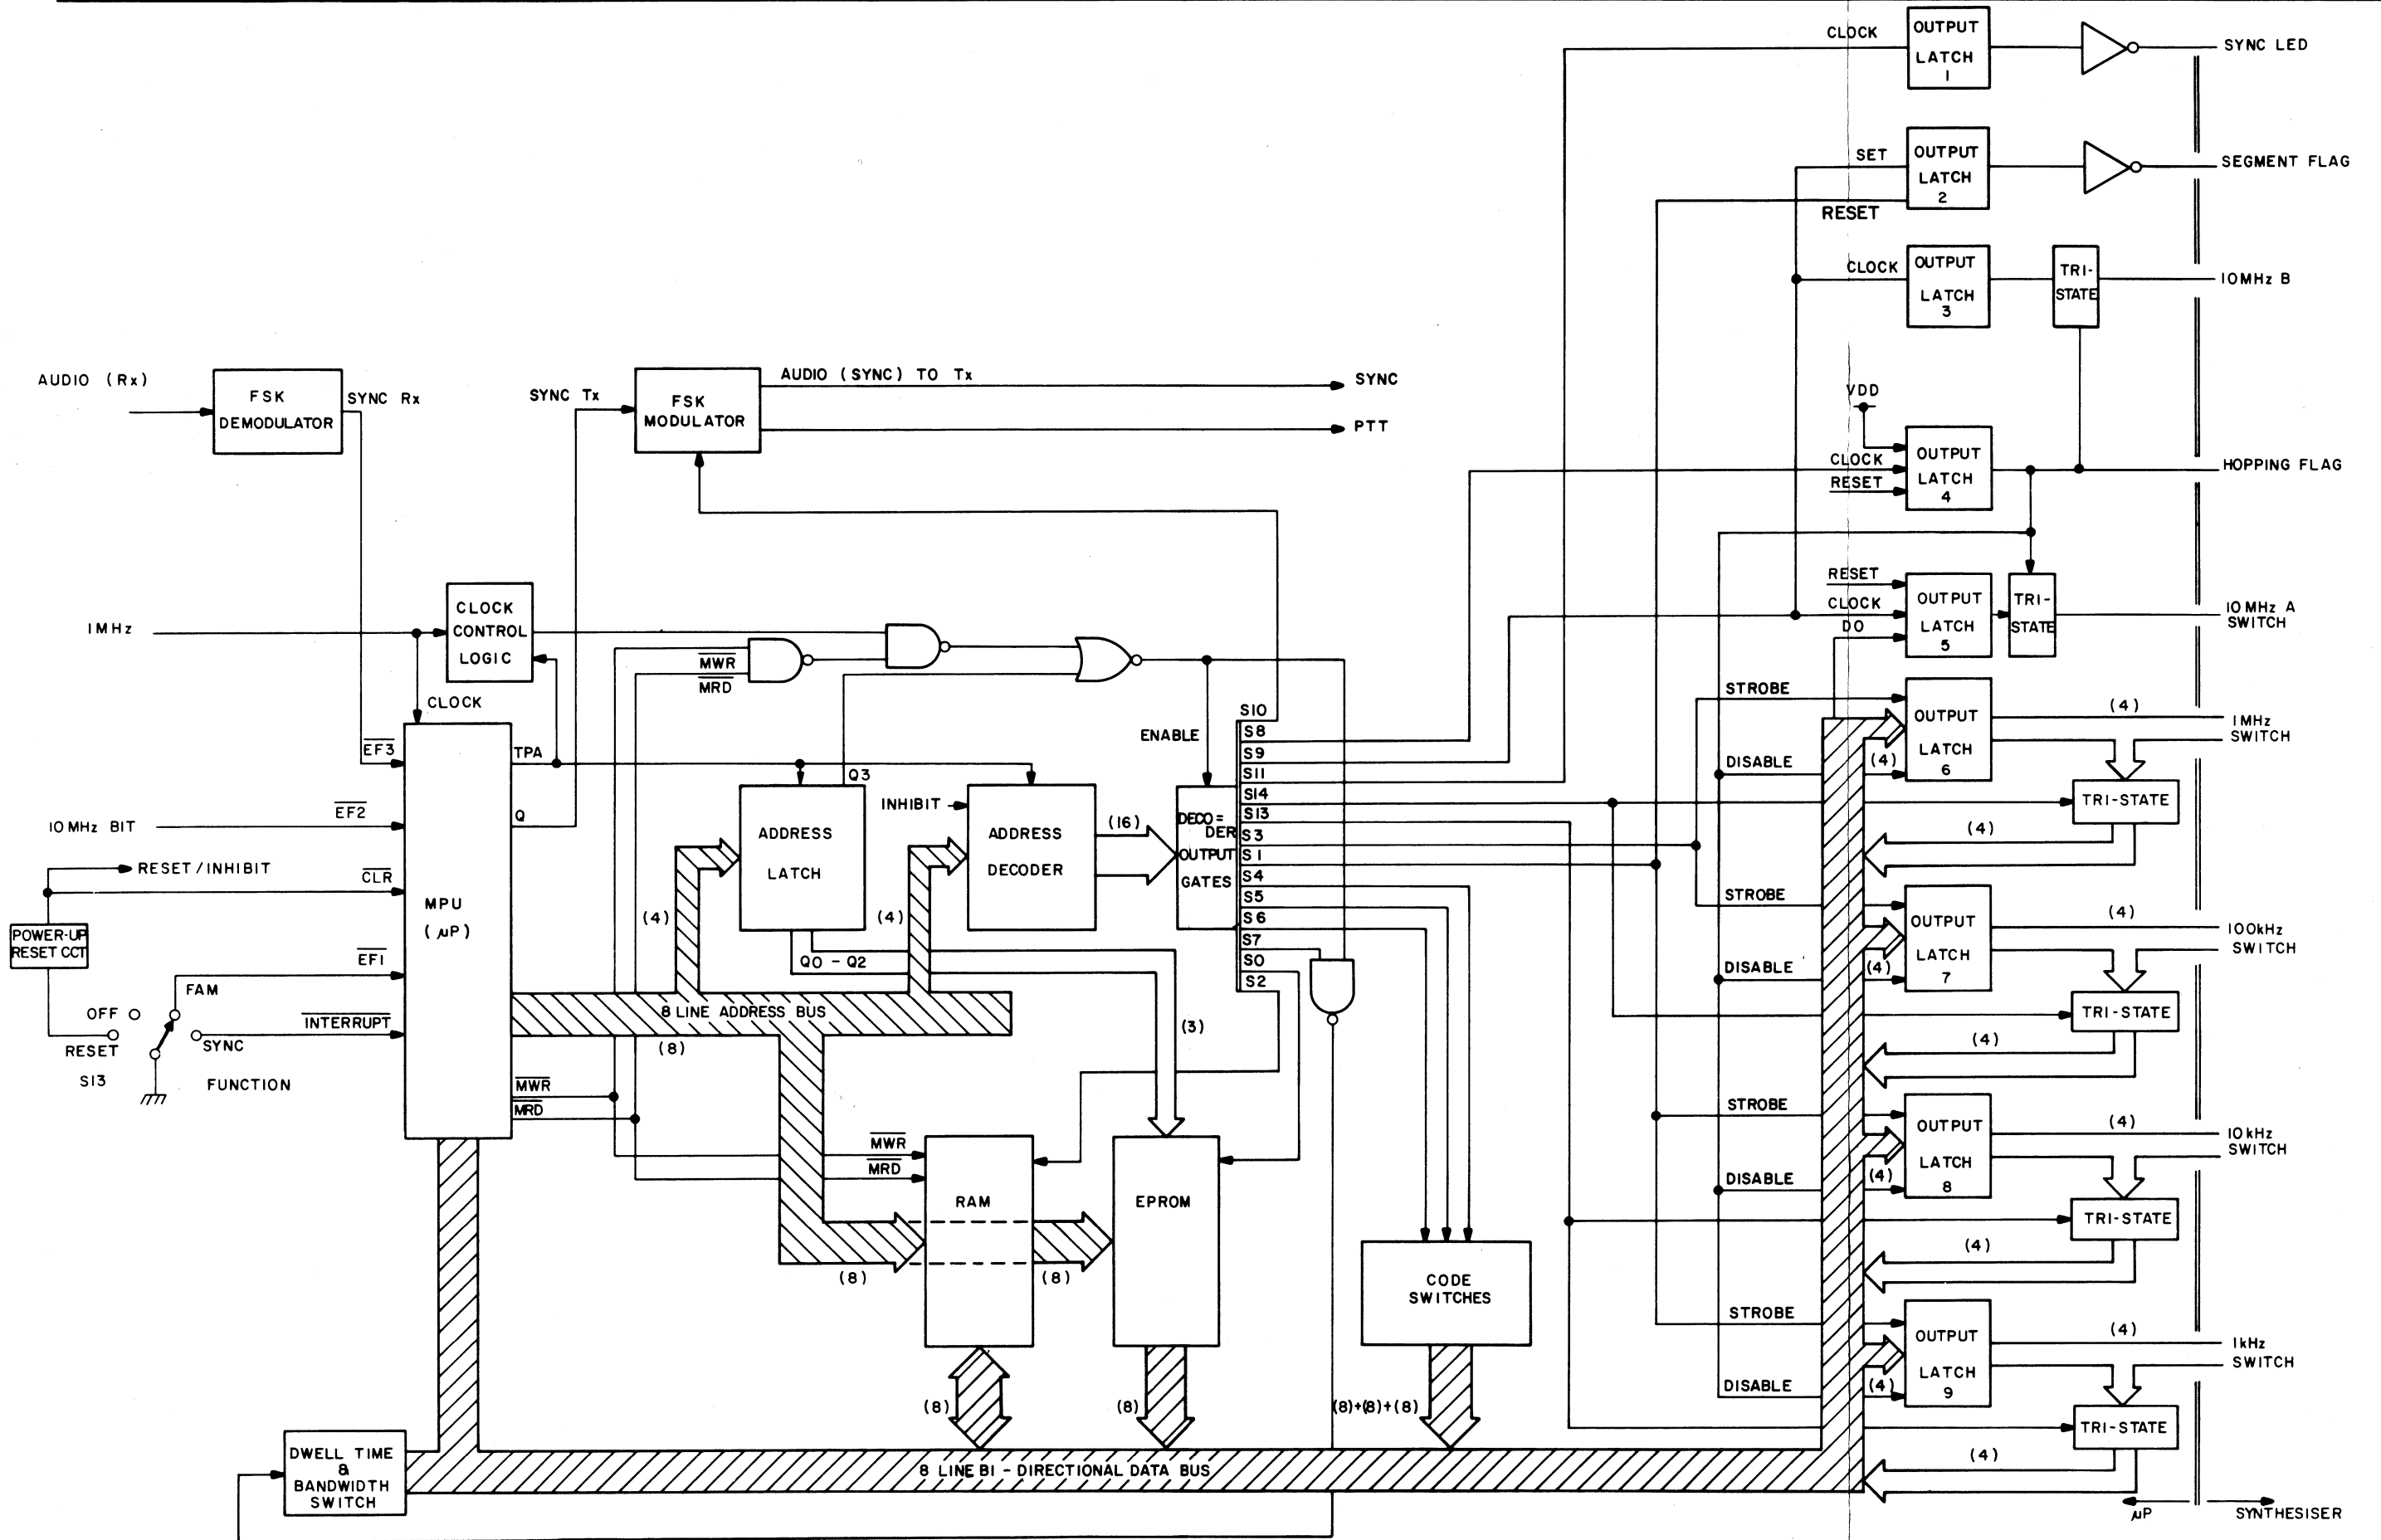 CLOCK
OUTPUT
LATCH
1
SYNC LED
SET
RESET
OUTPUT
LATCH
2
SEGMENT FLAG
CLOCK
OUTPUT
LATCH
3
TRI-
STATE
10MHz B
AUDIO (Rx)
FSK
DEMODULATOR
SYNC Rx
SYNC Tx
FSK
MODULATOR
AUDIO (SYNC) TO Tx
SYNC
PTT
VDD
CLOCK
RESET
OUTPUT
LATCH
4
HOPPING FLAG
1MHz
CLOCK
CONTROL
LOGIC
CLOCK
MWR
MRD
RESET
CLOCK
DO
OUTPUT
LATCH
5
TRI-
STATE
10MHz A
SWITCH
EF3
10MHz BIT
EF2
RESET/INHIBIT
CLR
POWER-UP
RESET CCT
EF1
FAM
OFF
RESET
SYNC
INTERRUPT
S13
FUNCTION
MPU
(μP)
TPA
Q
MWR
MRD
Q3
ADDRESS
LATCH
(4)
Q0 - Q2
INHIBIT
ADDRESS
DECODER
(4)
(16)
ENABLE
DECO=
DER
OUTPUT
GATES
S10
S8
S9
S11
S14
S13
S3
S1
S4
S5
S6
S7
S0
S2
8 LINE ADDRESS BUS
(8)
(3)
MWR
MRD
RAM
EPROM
(8)
(8)
CODE
SWITCHES
(8)
(8)
(8)+(8)+(8)
STROBE
DISABLE
(4)
OUTPUT
LATCH
6
(4)
1MHz
SWITCH
TRI-STATE
(4)
STROBE
DISABLE
(4)
OUTPUT
LATCH
7
(4)
100kHz
SWITCH
TRI-STATE
(4)
STROBE
DISABLE
(4)
OUTPUT
LATCH
8
(4)
10kHz
SWITCH
TRI-STATE
(4)
STROBE
DISABLE
(4)
OUTPUT
LATCH
9
(4)
1kHz
SWITCH
TRI-STATE
(4)
DWELL TIME
&
BANDWIDTH
SWITCH
8 LINE BI - DIRECTIONAL DATA BUS
μP
SYNTHESISER